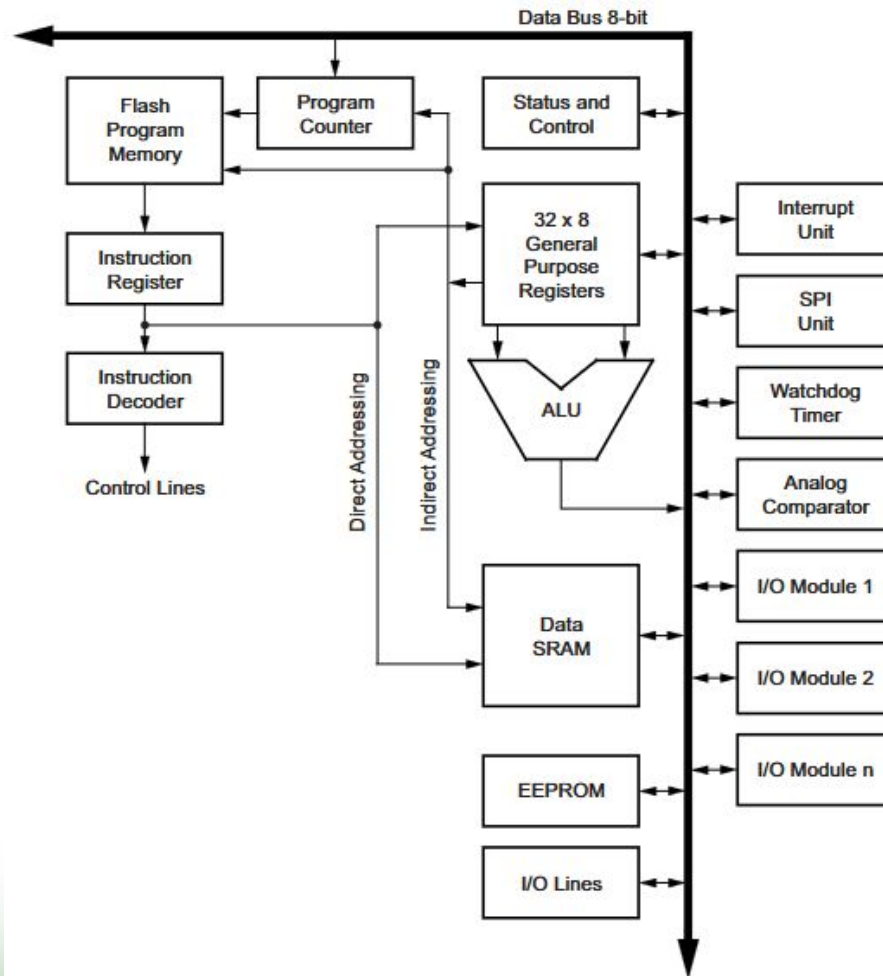 Data Bus 8-bit
Flash
Program
Memory
Program
Counter
Status and
Control
32 x 8
General
Purpose
Registers
Interrupt
Unit
Instruction
Register
SPI
Unit
Instruction
Decoder
ALU
Watchdog
Timer
Control Lines
Direct Addressing
Indirect Addressing
Analog
Comparator
Data
SRAM
I/O Module 1
I/O Module 2
EEPROM
I/O Module n
I/O Lines